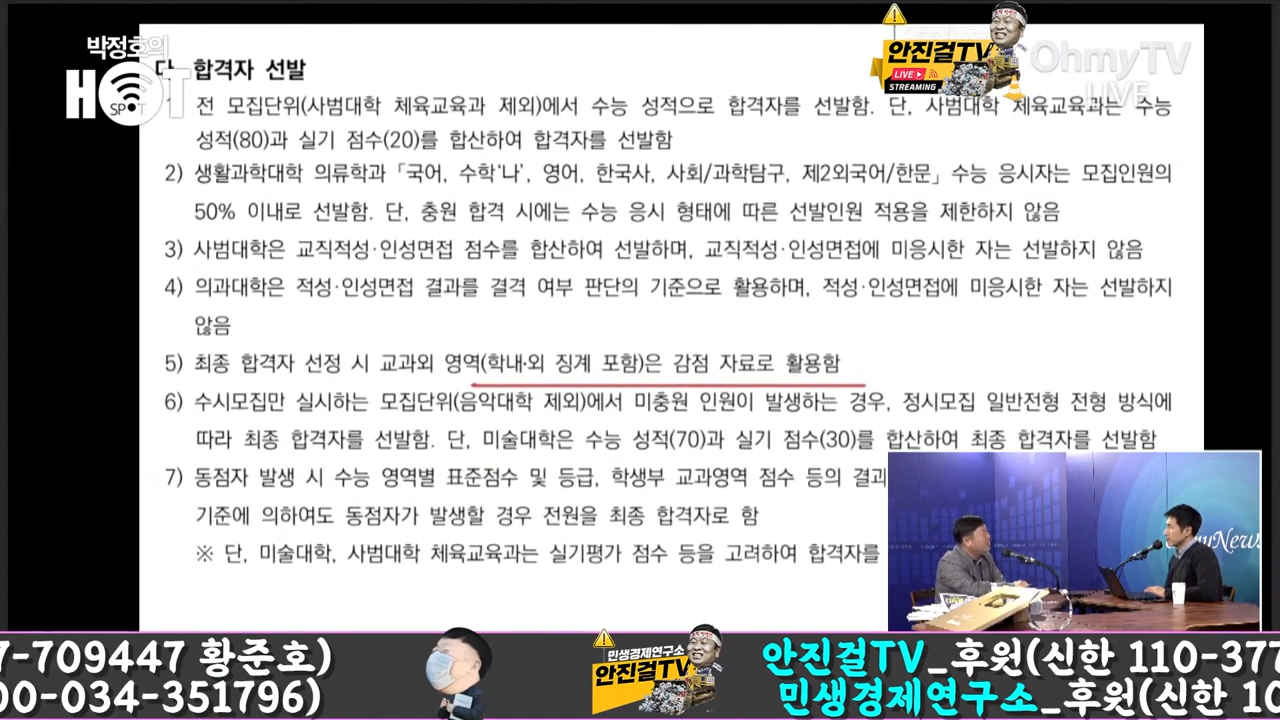 박정호의
HOT
SPOT
안진걸TV
LIVE
STREAMING
OhmyTV
LIVE
합격자 선발
전 모집단위(사범대학 체육교육과 제외)에서 수능 성적으로 합격자를 선발함. 단, 사범대학 체육교육과는 수능
성적(80)과 실기 점수(20)를 합산하여 합격자를 선발함
2) 생활과학대학 의류학과「국어, 수학‘나’, 영어, 한국사, 사회/과학탐구, 제2외국어/한문」수능 응시자는 모집인원의
50% 이내로 선발함. 단, 충원 합격 시에는 수능 응시 형태에 따른 선발인원 적용을 제한하지 않음
3) 사범대학은 교직적성·인성면접 점수를 합산하여 선발하며, 교직적성·인성면접에 미응시한 자는 선발하지 않음
4) 의과대학은 적성·인성면접 결과를 결격 여부 판단의 기준으로 활용하며, 적성·인성면접에 미응시한 자는 선발하지
않음
5) 최종 합격자 선정 시 교과외 영역(학내·외 징계 포함)은 감점 자료로 활용함
6) 수시모집만 실시하는 모집단위(음악대학 제외)에서 미충원 인원이 발생하는 경우, 정시모집 일반전형 전형 방식에
따라 최종 합격자를 선발함. 단, 미술대학은 수능 성적(70)과 실기 점수(30)를 합산하여 최종 합격자를 선발함
7) 동점자 발생 시 수능 영역별 표준점수 및 등급, 학생부 교과영역 점수 등의 결과
기준에 의하여도 동점자가 발생할 경우 전원을 최종 합격자로 함
※ 단, 미술대학, 사범대학 체육교육과는 실기평가 점수 등을 고려하여 합격자를
7-709447 황준호)
00-034-351796)
민생경제연구소
안진걸TV
안진걸TV_후원(신한 110-377
민생경제연구소_후원(신한 10